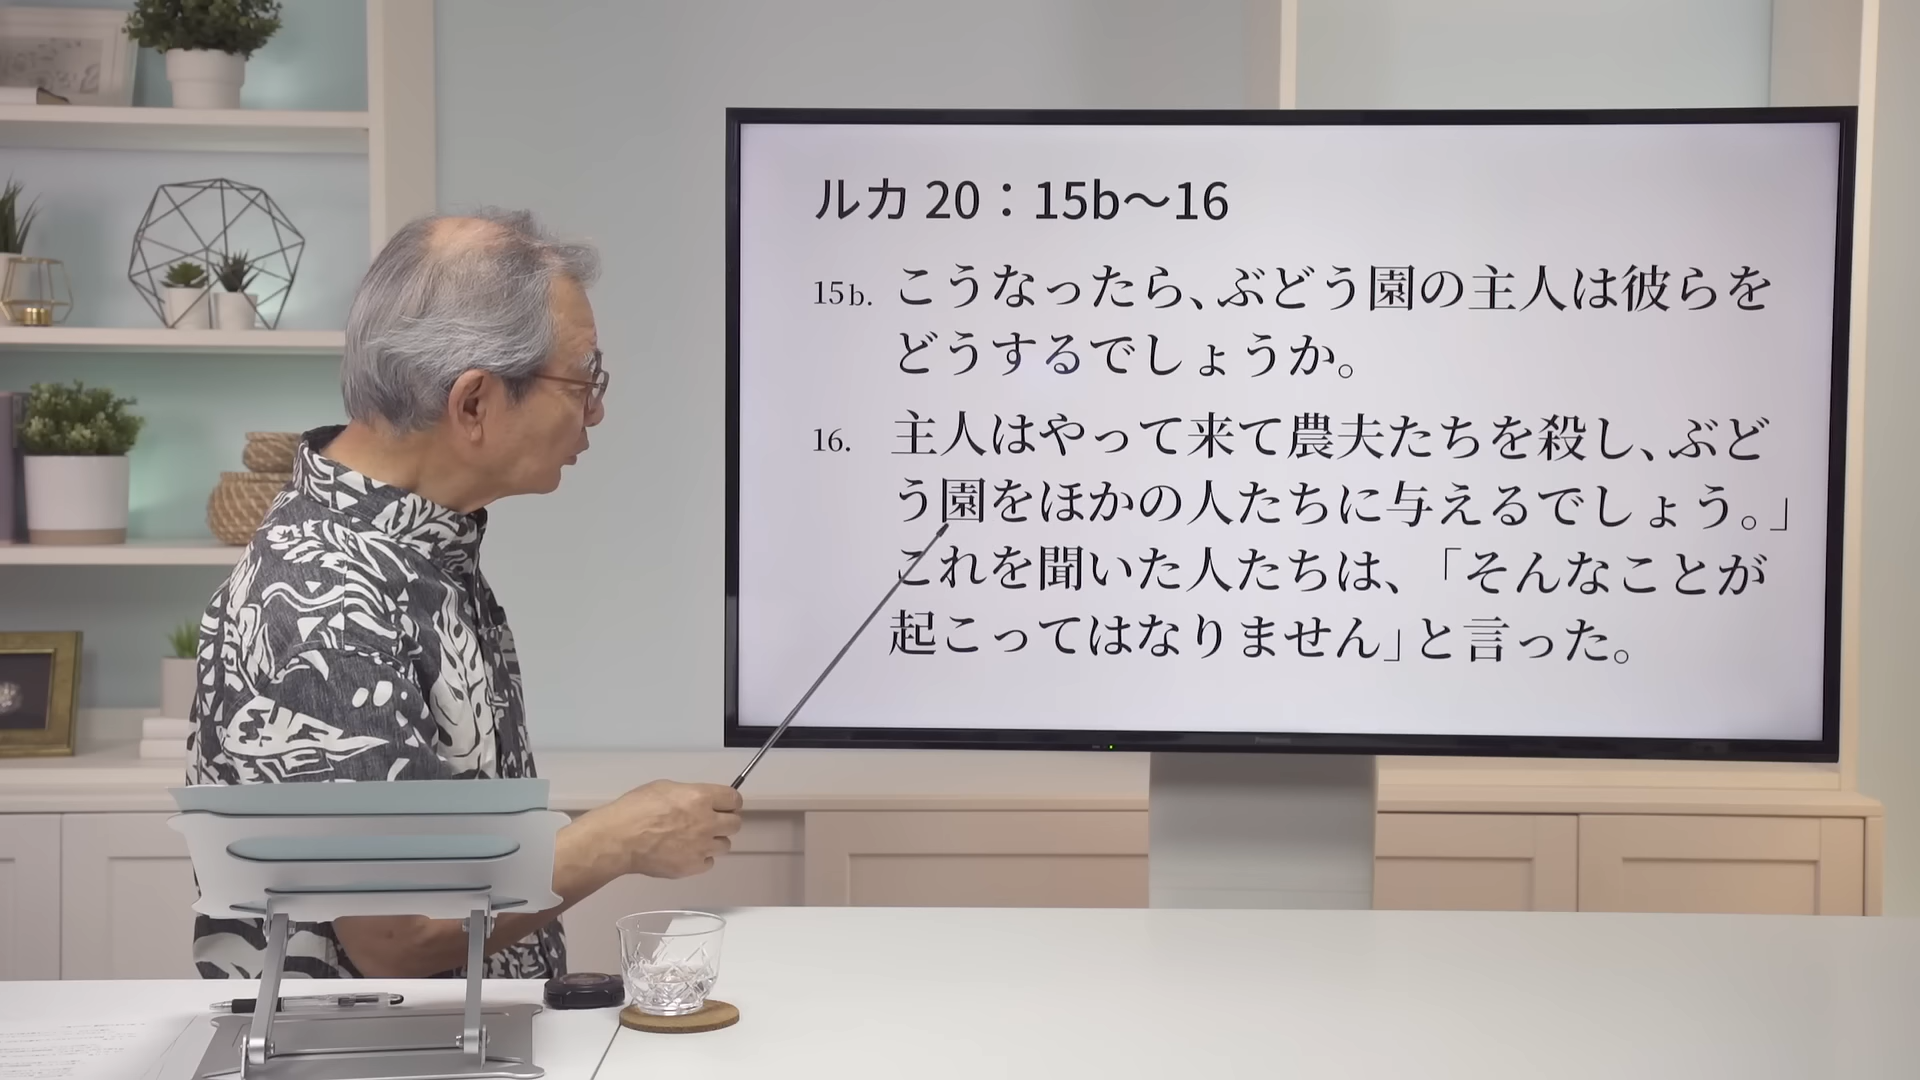 ルカ 20：15b〜16
15b. こうなったら、ぶどう園の主人は彼らを
どうするでしょうか。
16. 主人はやって来て農夫たちを殺し、ぶど
う園をほかの人たちに与えるでしょう。」
これを聞いた人たちは、「そんなことが
起こってはなりません」と言った。